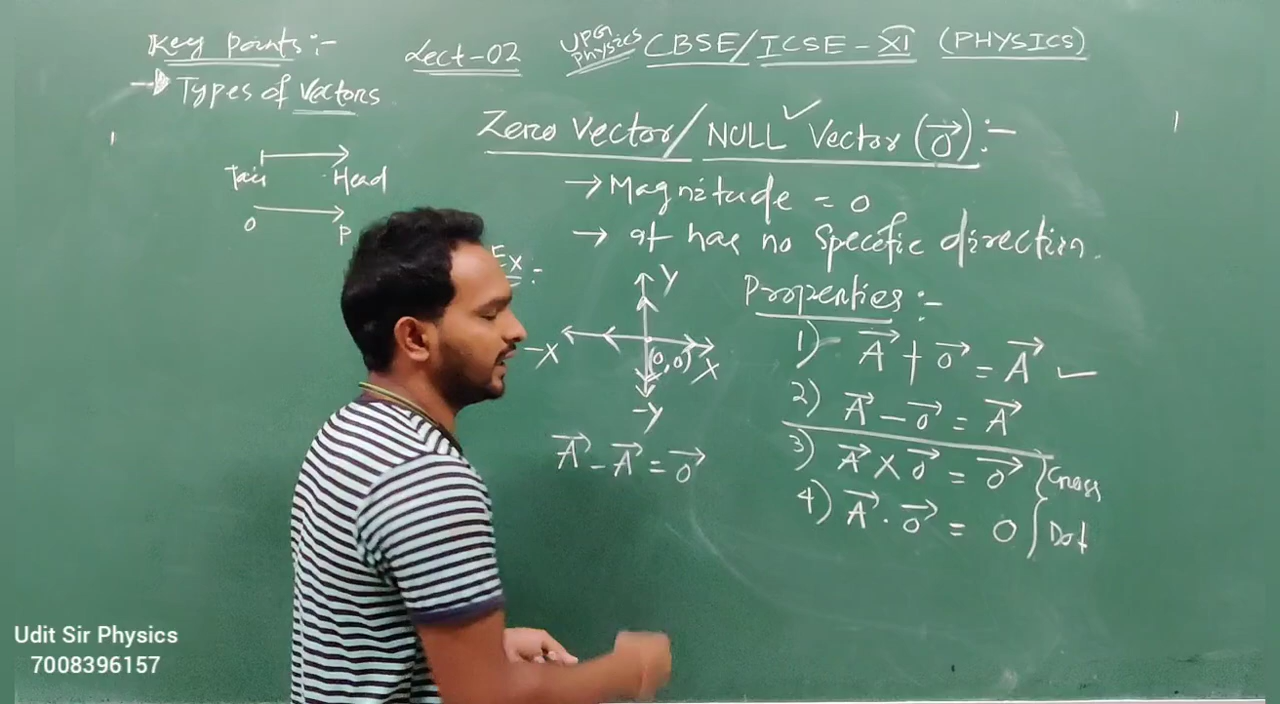 Key points :-
Lect-02
UPG Physics
CBSE/ICSE-XI (PHYSICS)
→ Types of Vectors
Zero Vector/NULL ✓ Vector (0⃗) :-
Tail Head
O P
→ Magnitude = 0
→ It has no specific direction.
Ex :-
Y
-X (0,0) X
-Y
A⃗ - A⃗ = 0⃗
Properties :-
1) A⃗ + 0⃗ = A⃗ ✓
2) A⃗ - 0⃗ = A⃗
3) A⃗ X 0⃗ = 0⃗ } Cross
4) A⃗ . 0⃗ = 0 } Dot
Udit Sir Physics
7008396157